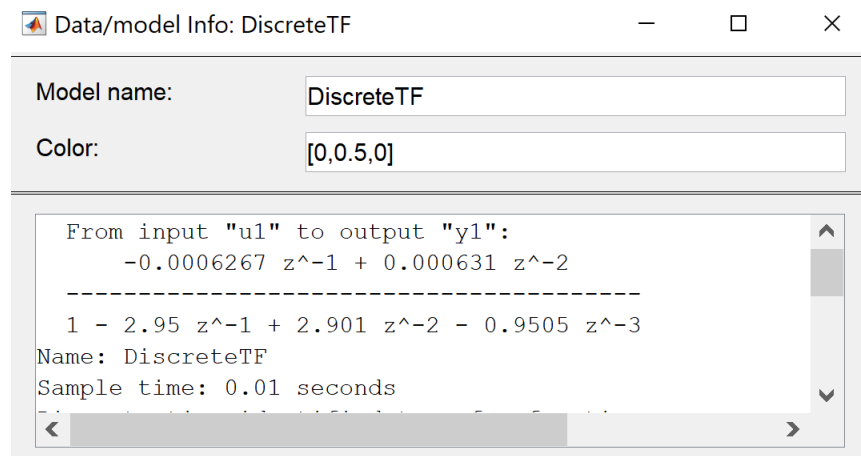 Data/model Info: DiscreteTF
Model name: DiscreteTF
Color: [0,0.5,0]
From input "u1" to output "y1":
-0.0006267 z^-1 + 0.000631 z^-2
----------------------------------------
1 - 2.95 z^-1 + 2.901 z^-2 - 0.9505 z^-3
Name: DiscreteTF
Sample time: 0.01 seconds